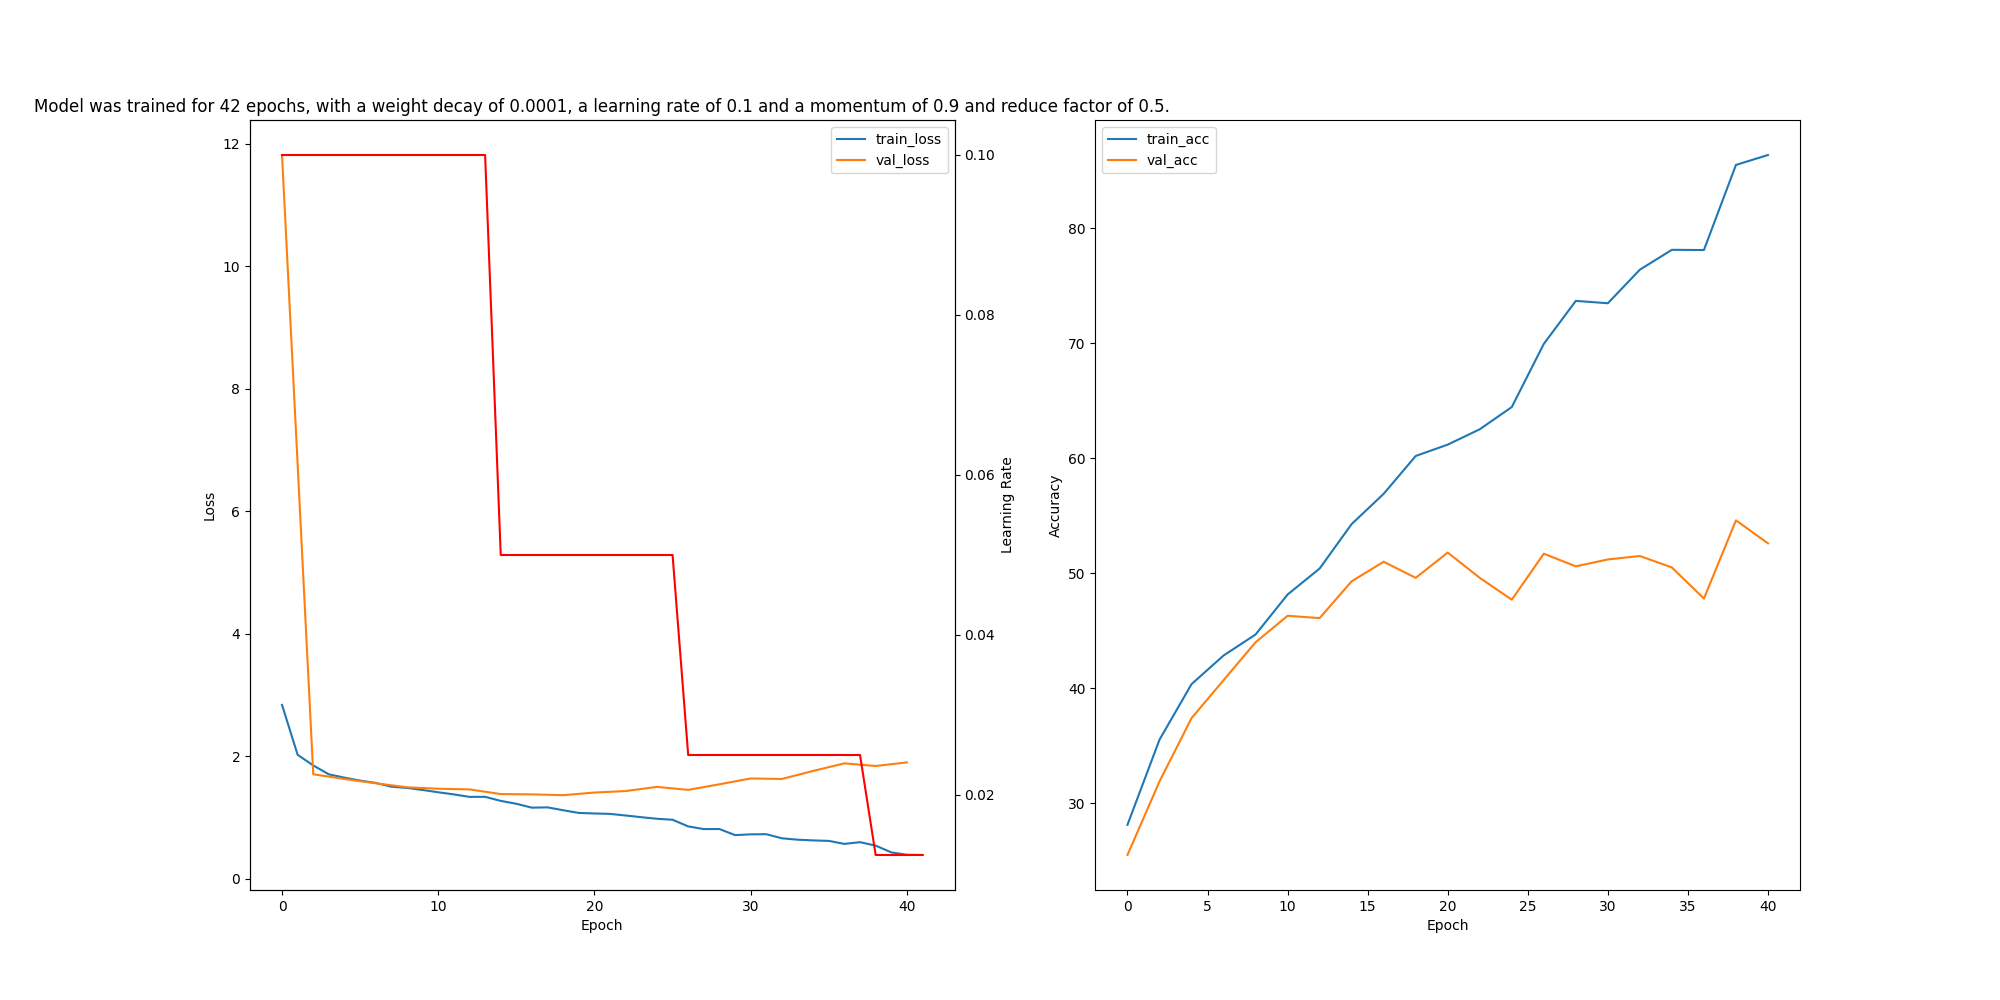 Model was trained for 42 epochs, with a weight decay of 0.0001, a learning rate of 0.1 and a momentum of 0.9 and reduce factor of 0.5.
train_loss
val_loss
12
10
8
6
4
2
0
Loss
0 10 20 30 40
Epoch
0.10
0.08
0.06
0.04
0.02
Learning Rate
train_acc
val_acc
80
70
60
50
40
30
Accuracy
0 5 10 15 20 25 30 35 40
Epoch